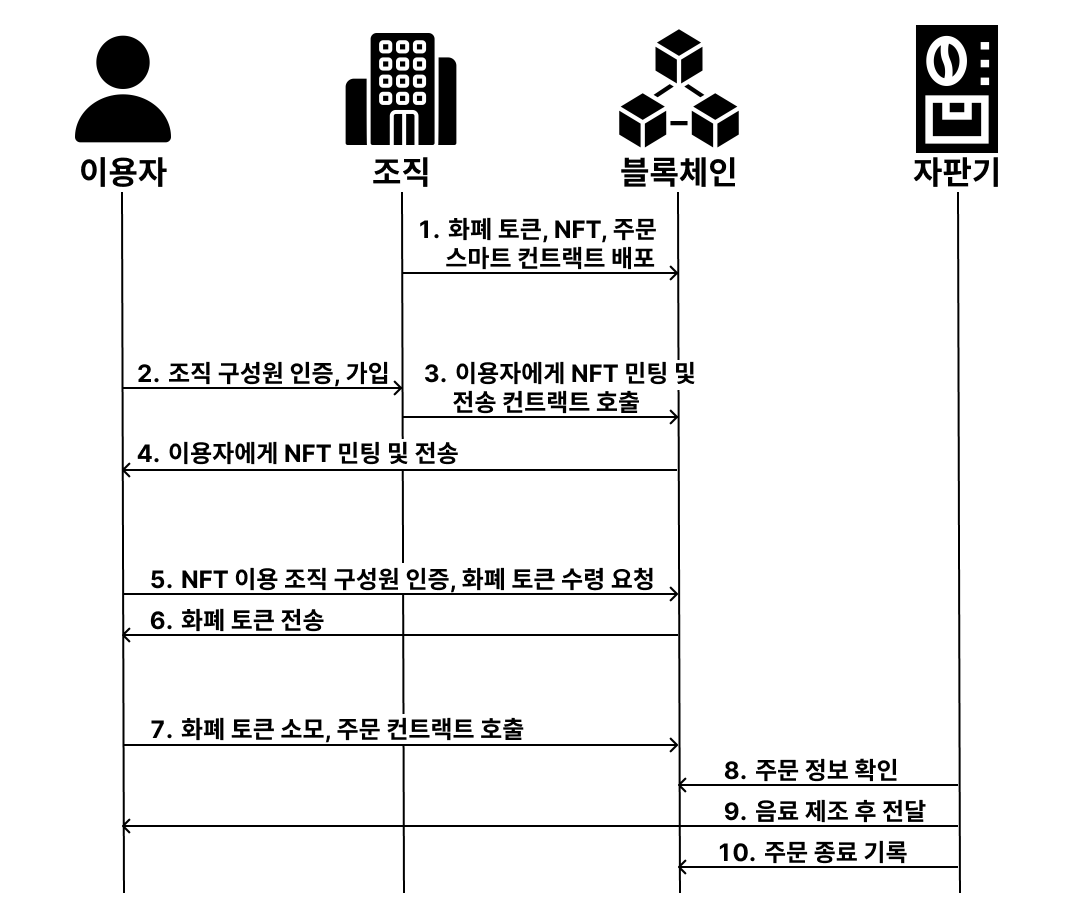 이용자
조직
블록체인
자판기
1. 화폐 토큰, NFT, 주문
스마트 컨트랙트 배포
2. 조직 구성원 인증, 가입
3. 이용자에게 NFT 민팅 및
전송 컨트랙트 호출
4. 이용자에게 NFT 민팅 및 전송
5. NFT 이용 조직 구성원 인증, 화폐 토큰 수령 요청
6. 화폐 토큰 전송
7. 화폐 토큰 소모, 주문 컨트랙트 호출
8. 주문 정보 확인
9. 음료 제조 후 전달
10. 주문 종료 기록